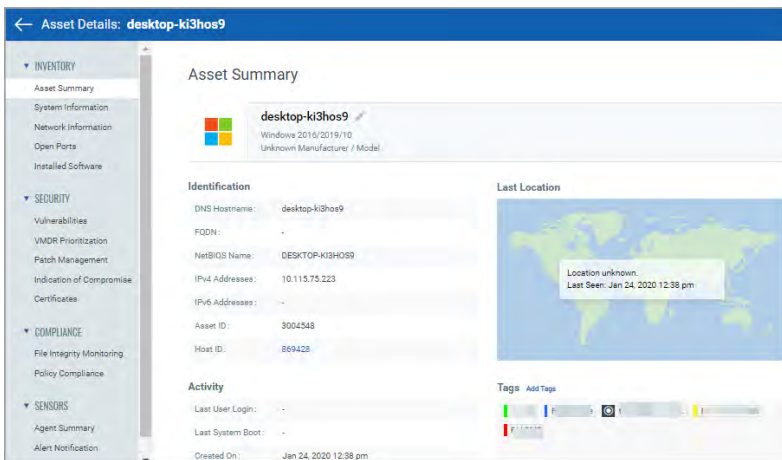 Asset Details: desktop-ki3hos9
INVENTORY
Asset Summary
System Information
Network Information
Open Ports
Installed Software
SECURITY
Vulnerabilities
VMDR Prioritization
Patch Management
Indication of Compromise
Certificates
COMPLIANCE
File Integrity Monitoring
Policy Compliance
SENSORS
Agent Summary
Alert Notification
Asset Summary
desktop-ki3hos9
Windows 2016/2019/10
Unknown Manufacturer / Model
Identification
DNS Hostname: desktop-ki3hos9
FQDN: -
NetBIOS Name: DESKTOP-KI3HOS9
IPv4 Addresses: 10.115.75.223
IPv6 Addresses: -
Asset ID: 3004548
Host ID: 869428
Activity
Last User Login: -
Last System Boot: -
Created On: Jan 24, 2020 12:38 pm
Last Location
Location unknown.
Last Seen: Jan 24, 2020 12:38 pm
Tags Add Tags